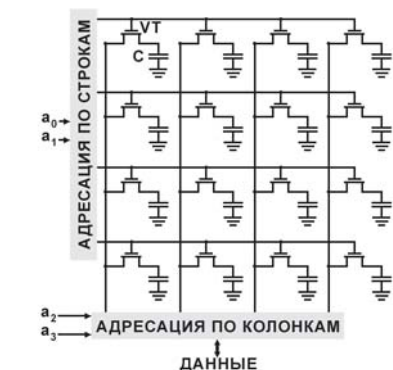 VT
C
АДРЕСАЦИЯ ПО СТРОКАМ
a₀
a₁
a₂
a₃
АДРЕСАЦИЯ ПО КОЛОНКАМ
ДАННЫЕ